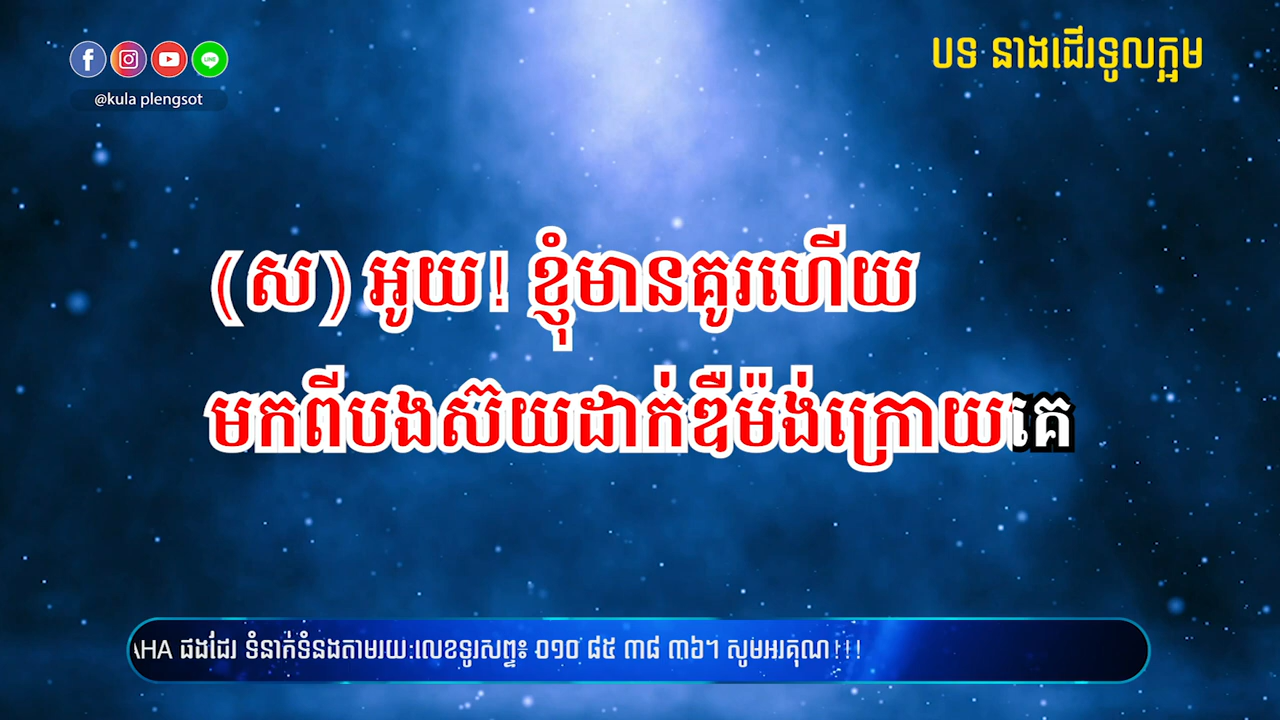 @kula plengsot
បទ នាងដើរទូលក្អម
(ស) អូយ! ខ្ញុំមានគូរហើយ
មកពីបងស៊យដាក់ឌឺម៉ង់ក្រោយគេ
AHA ផងដែរ ទំនាក់ទំនងតាមរយៈលេខទូរសព្ទ៖ ០១០ ៨៥ ៣៨ ៣៦។ សូមអរគុណ!!!